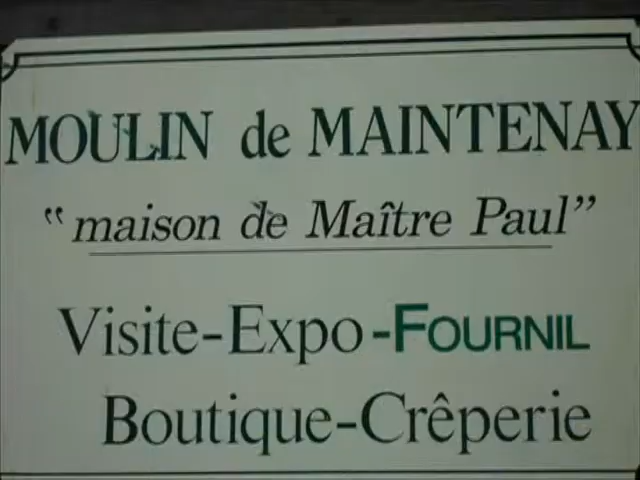 MOULIN de MAINTENAY
"maison de Maître Paul"
Visite-Expo-FOURNIL
Boutique-Crêperie